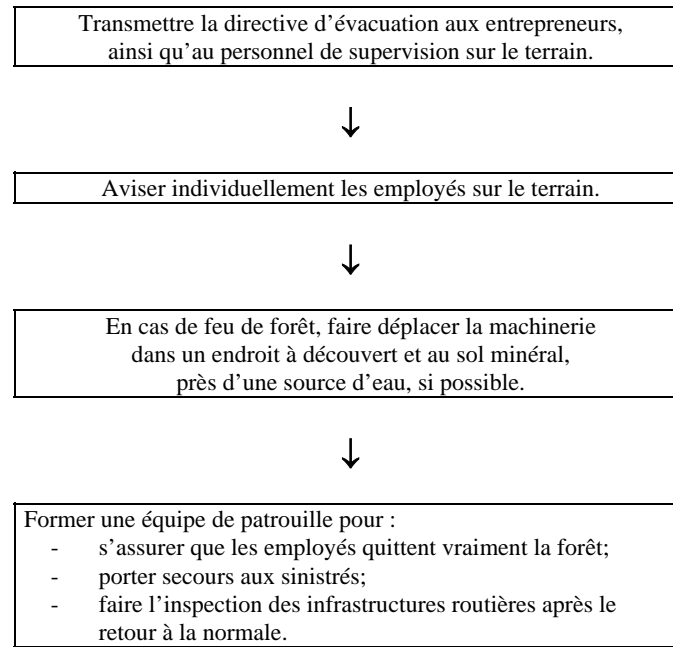 Transmettre la directive d’évacuation aux entrepreneurs,
ainsi qu’au personnel de supervision sur le terrain.
↓
Aviser individuellement les employés sur le terrain.
↓
En cas de feu de forêt, faire déplacer la machinerie
dans un endroit à découvert et au sol minéral,
près d’une source d’eau, si possible.
↓
Former une équipe de patrouille pour :
- s’assurer que les employés quittent vraiment la forêt;
- porter secours aux sinistrés;
- faire l’inspection des infrastructures routières après le
retour à la normale.